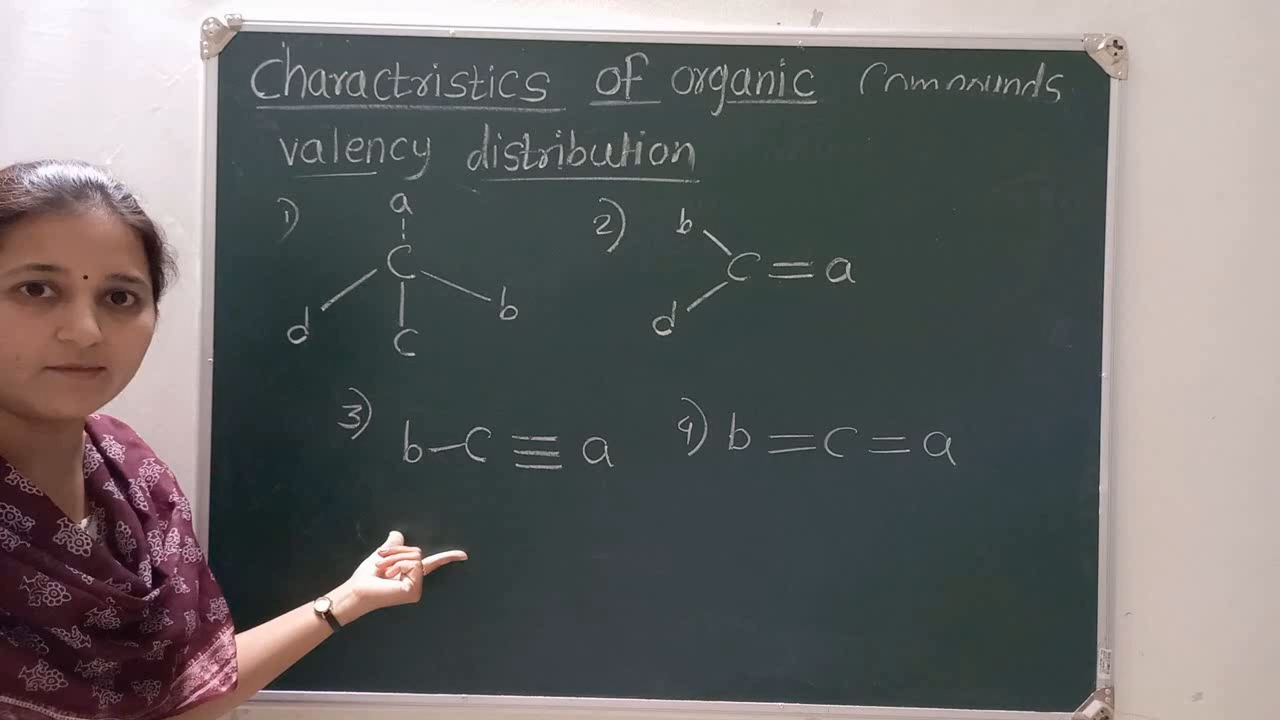 Charactristics of organic Compounds
valency distribution
1) a C d b C
2) b C = a d
3) b – C ≡ a
4) b = C = a